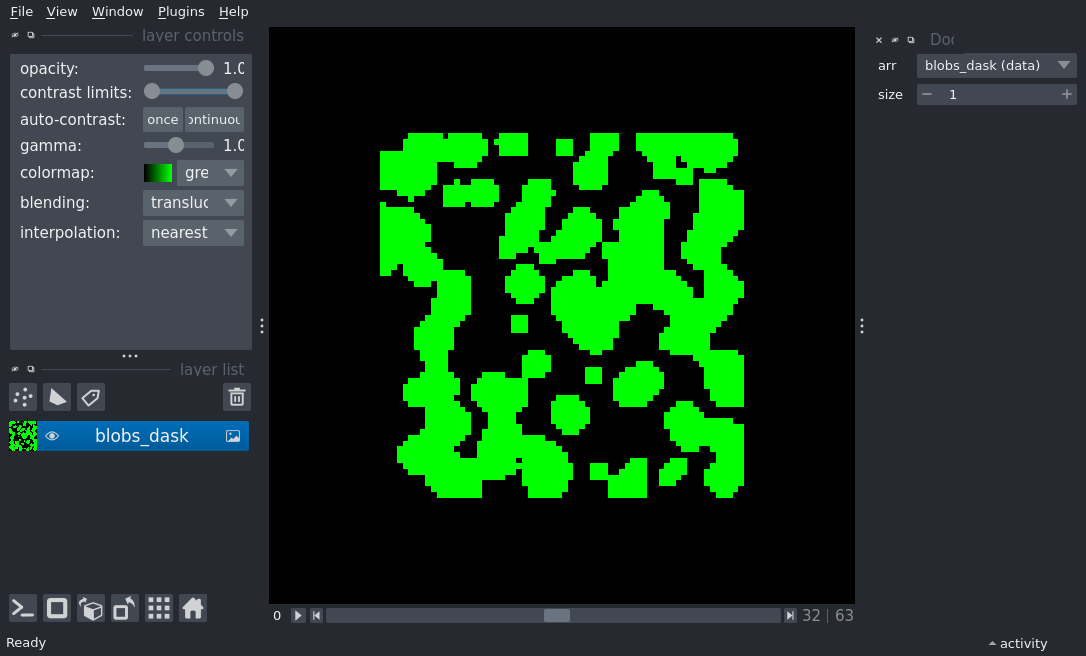 File View Window Plugins Help
layer controls
opacity: 1.0
contrast limits:
auto-contrast: once ontinuou
gamma: 1.0
colormap: gre
blending: transluc
interpolation: nearest
layer list
blobs_dask
0 32 | 63
Ready
Doc
arr blobs_dask (data)
size 1
activity